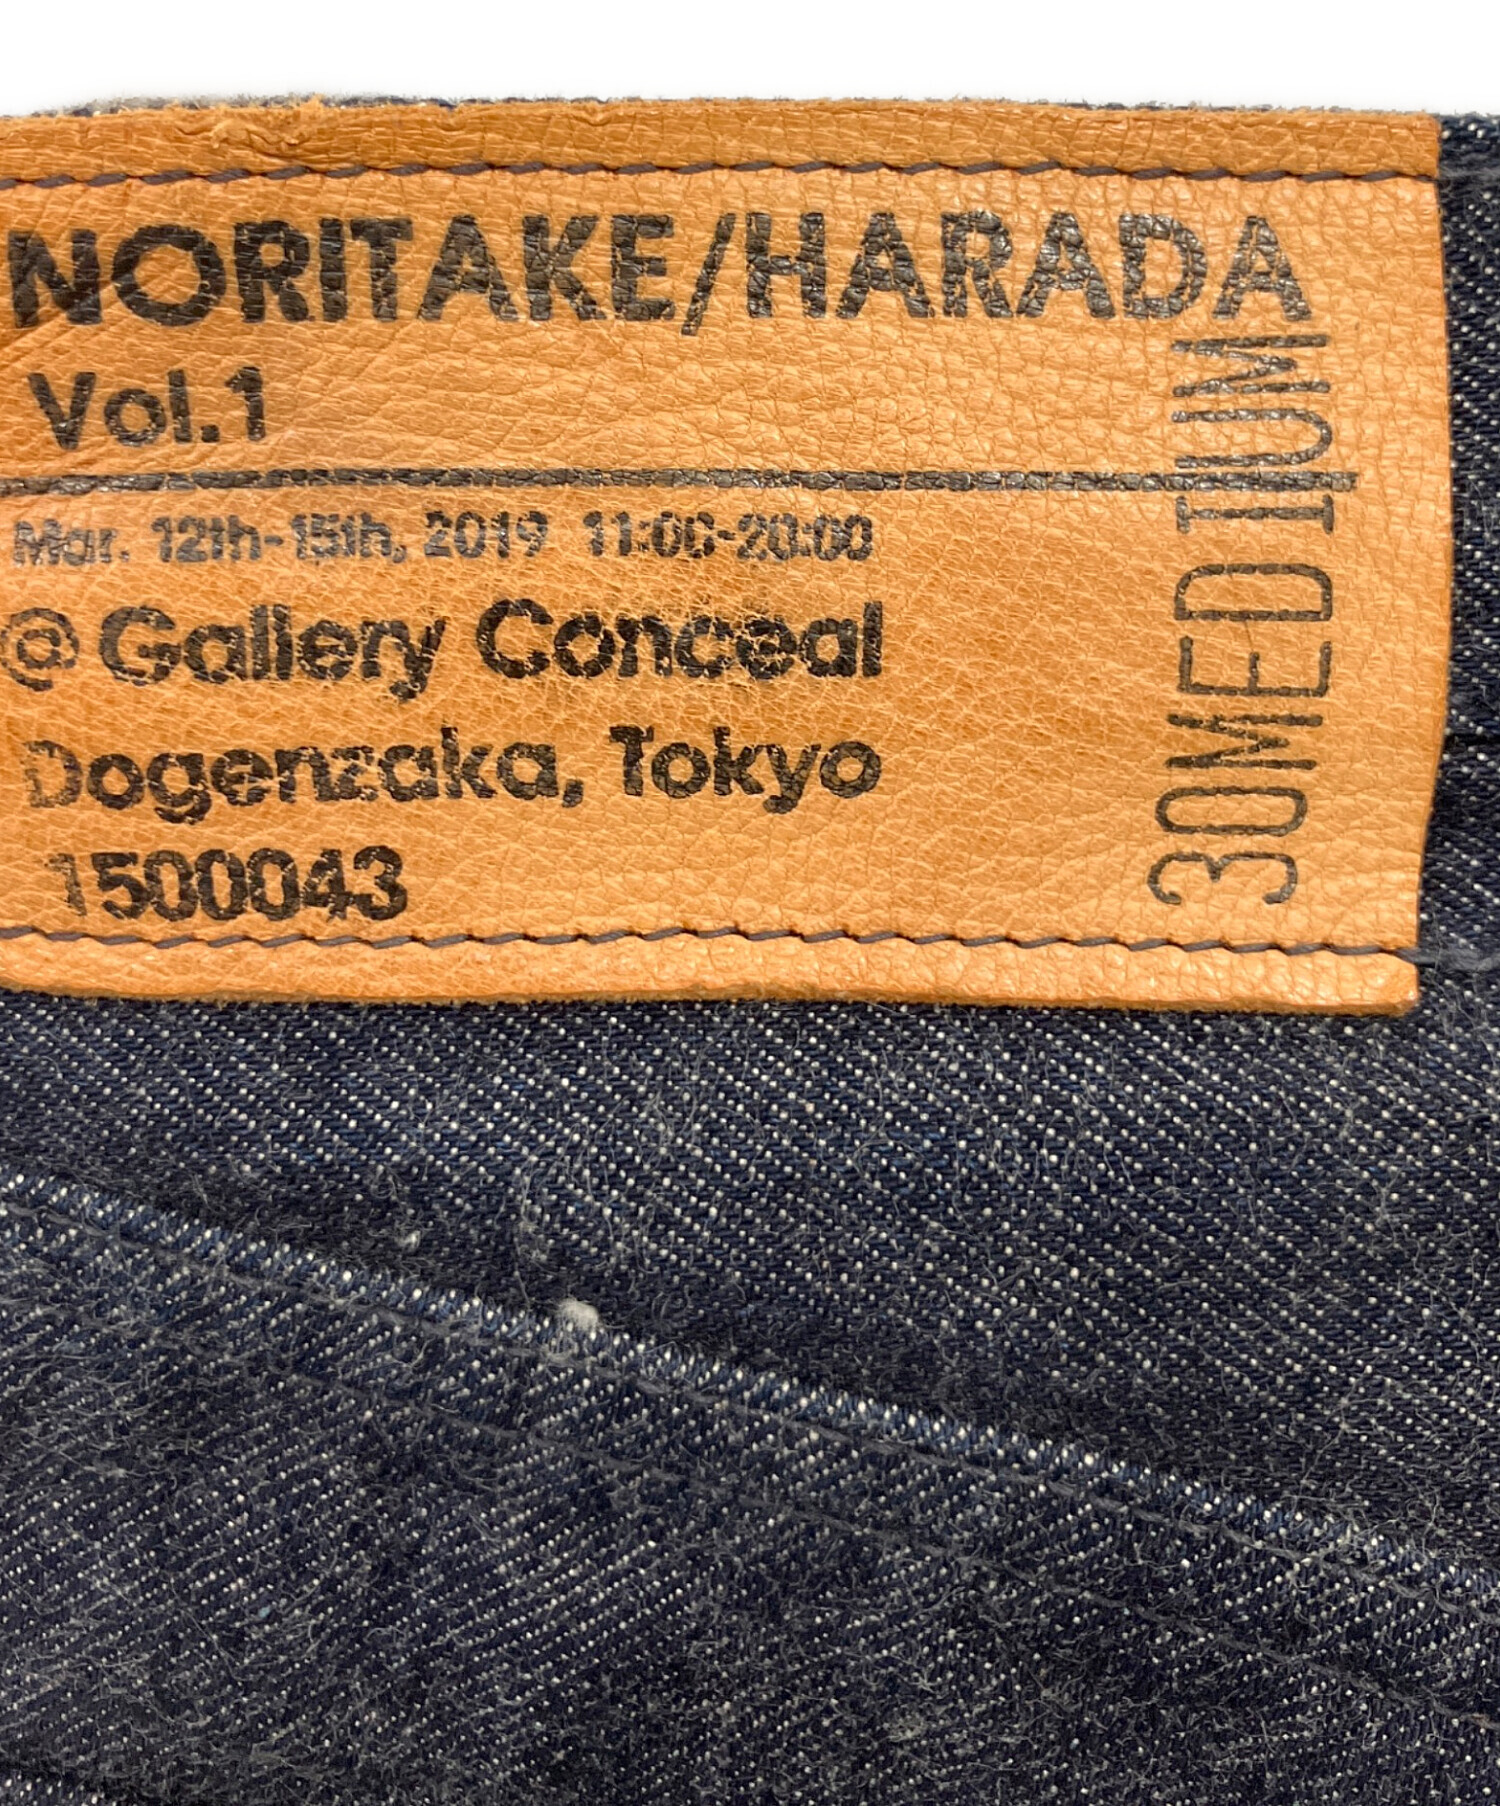 NORITAKE/HARADA
Vol.1
Mar. 12th-15th, 2019 11:00-20:00
@ Gallery Conceal
Dogenzaka, Tokyo
1500043
30MEDIUM